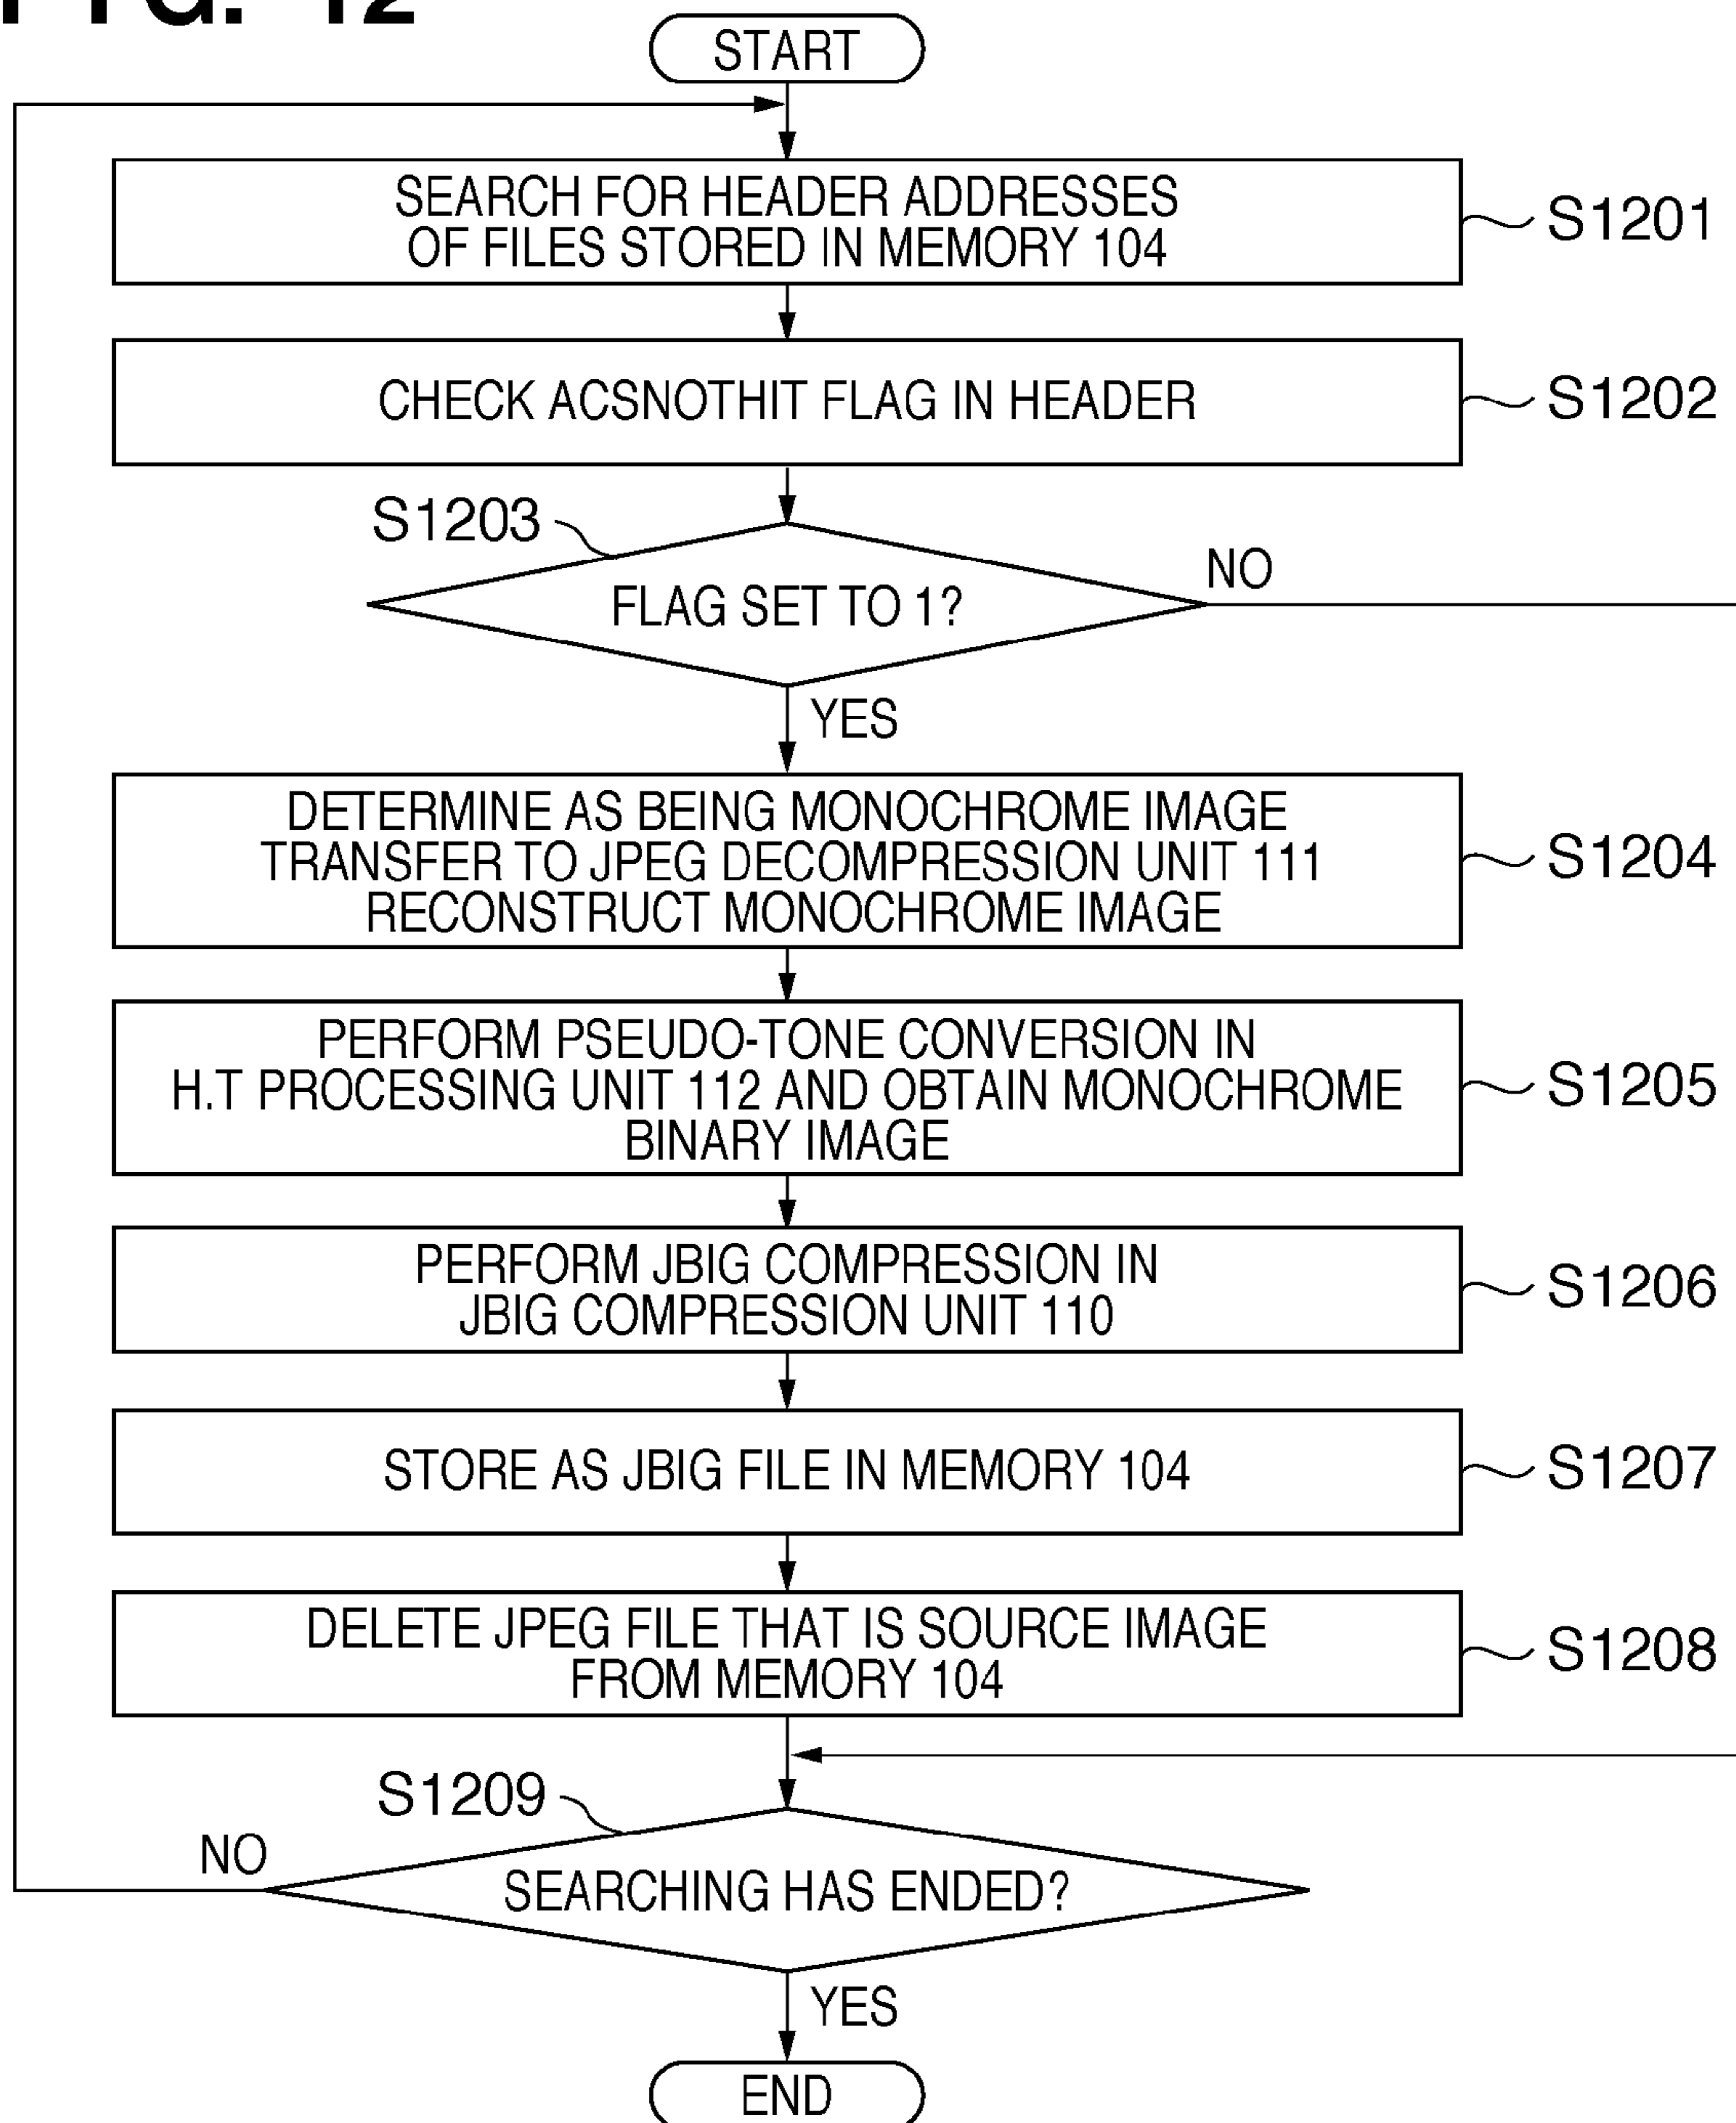 FIG. 12
START
SEARCH FOR HEADER ADDRESSES
OF FILES STORED IN MEMORY 104
S1201
CHECK ACSNOTHIT FLAG IN HEADER
S1202
S1203
FLAG SET TO 1?
NO
YES
DETERMINE AS BEING MONOCHROME IMAGE
TRANSFER TO JPEG DECOMPRESSION UNIT 111
RECONSTRUCT MONOCHROME IMAGE
S1204
PERFORM PSEUDO-TONE CONVERSION IN
H.T PROCESSING UNIT 112 AND OBTAIN MONOCHROME
BINARY IMAGE
S1205
PERFORM JBIG COMPRESSION IN
JBIG COMPRESSION UNIT 110
S1206
STORE AS JBIG FILE IN MEMORY 104
S1207
DELETE JPEG FILE THAT IS SOURCE IMAGE
FROM MEMORY 104
S1208
S1209
NO
SEARCHING HAS ENDED?
YES
END